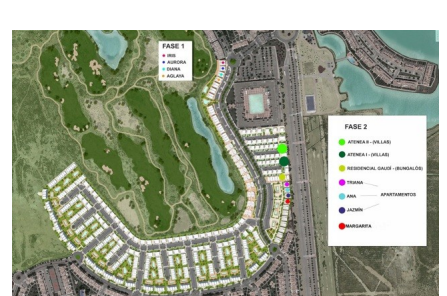 FASE 1
IRIS
AURORA
DIANA
AGLAYA
FASE 2
ATENEA II - (VILLAS)
ATENEA I - (VILLAS)
RESIDENCIAL GAUDÍ - (BUNGALÓS)
TRIANA
ANA
APARTAMENTOS
JAZMÍN
MARGARITA